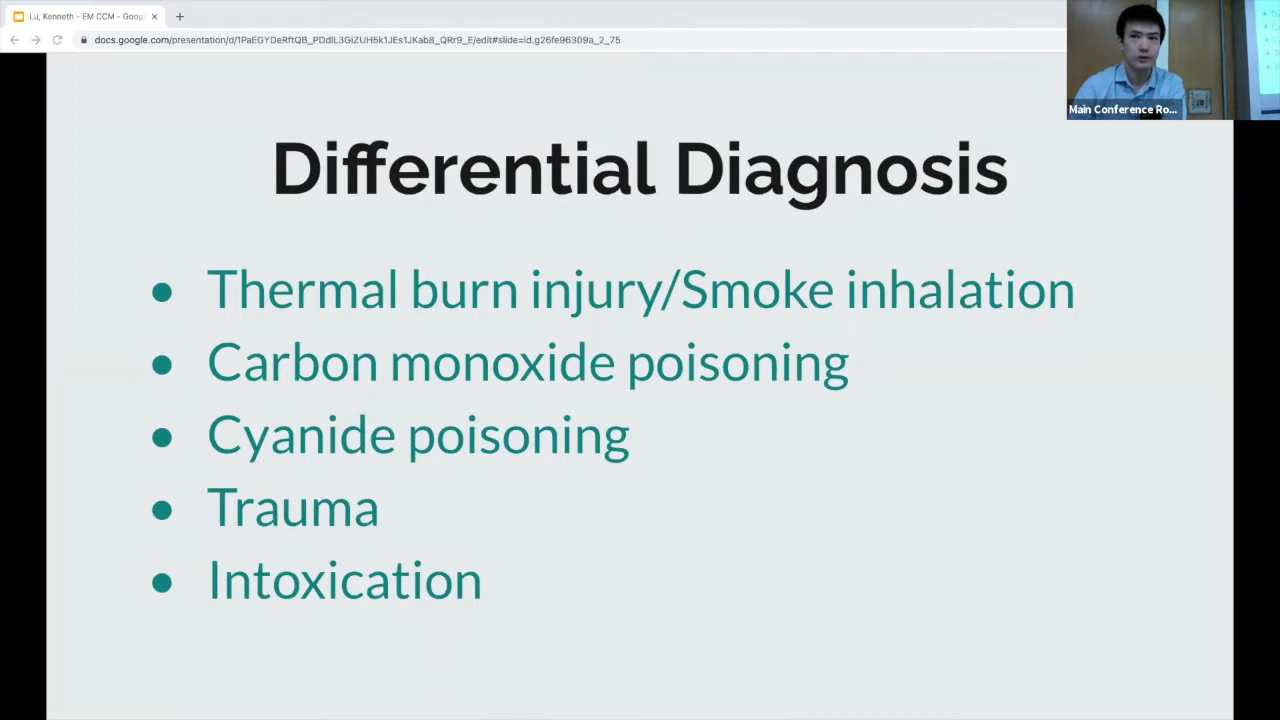 Lu, Kenneth - EM CCM - Goog
docs.google.com/presentation/d/1PaEGYDeRftQB_PDdlL3GiZUH5k1JEs1JKab8_QRr9_E/edit#slide=id.g26fe96309a_2_75
Main Conference Ro...
Differential Diagnosis
• Thermal burn injury/Smoke inhalation
• Carbon monoxide poisoning
• Cyanide poisoning
• Trauma
• Intoxication